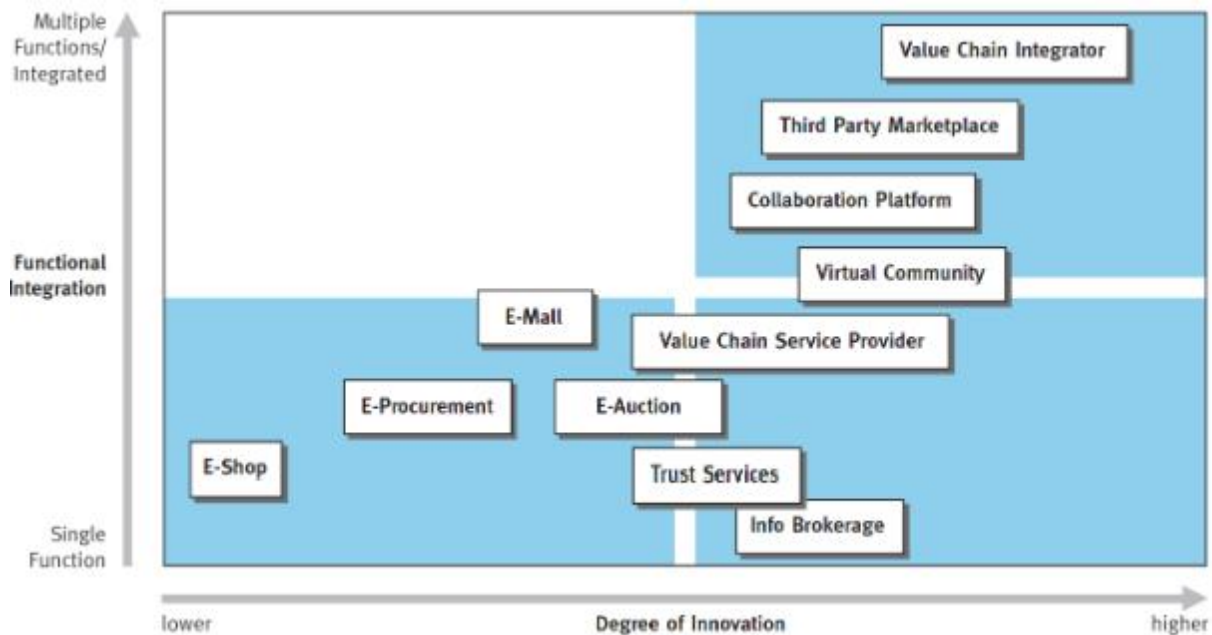 Multiple
Functions/
Integrated
Value Chain Integrator
Third Party Marketplace
Collaboration Platform
Functional
Integration
Virtual Community
E-Mall
Value Chain Service Provider
E-Procurement
E-Auction
E-Shop
Trust Services
Info Brokerage
Single
Function
lower
Degree of Innovation
higher